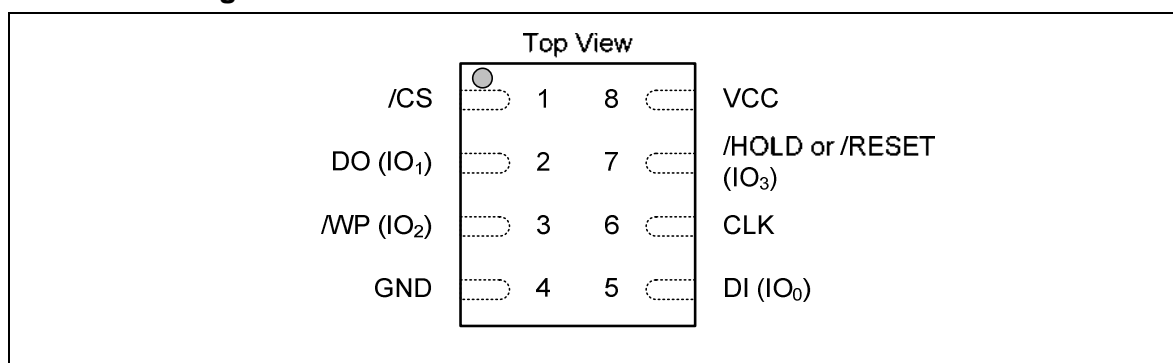 Top View
/CS 1 8 VCC
DO (IO₁) 2 7 /HOLD or /RESET
(IO₃)
/WP (IO₂) 3 6 CLK
GND 4 5 DI (IO₀)